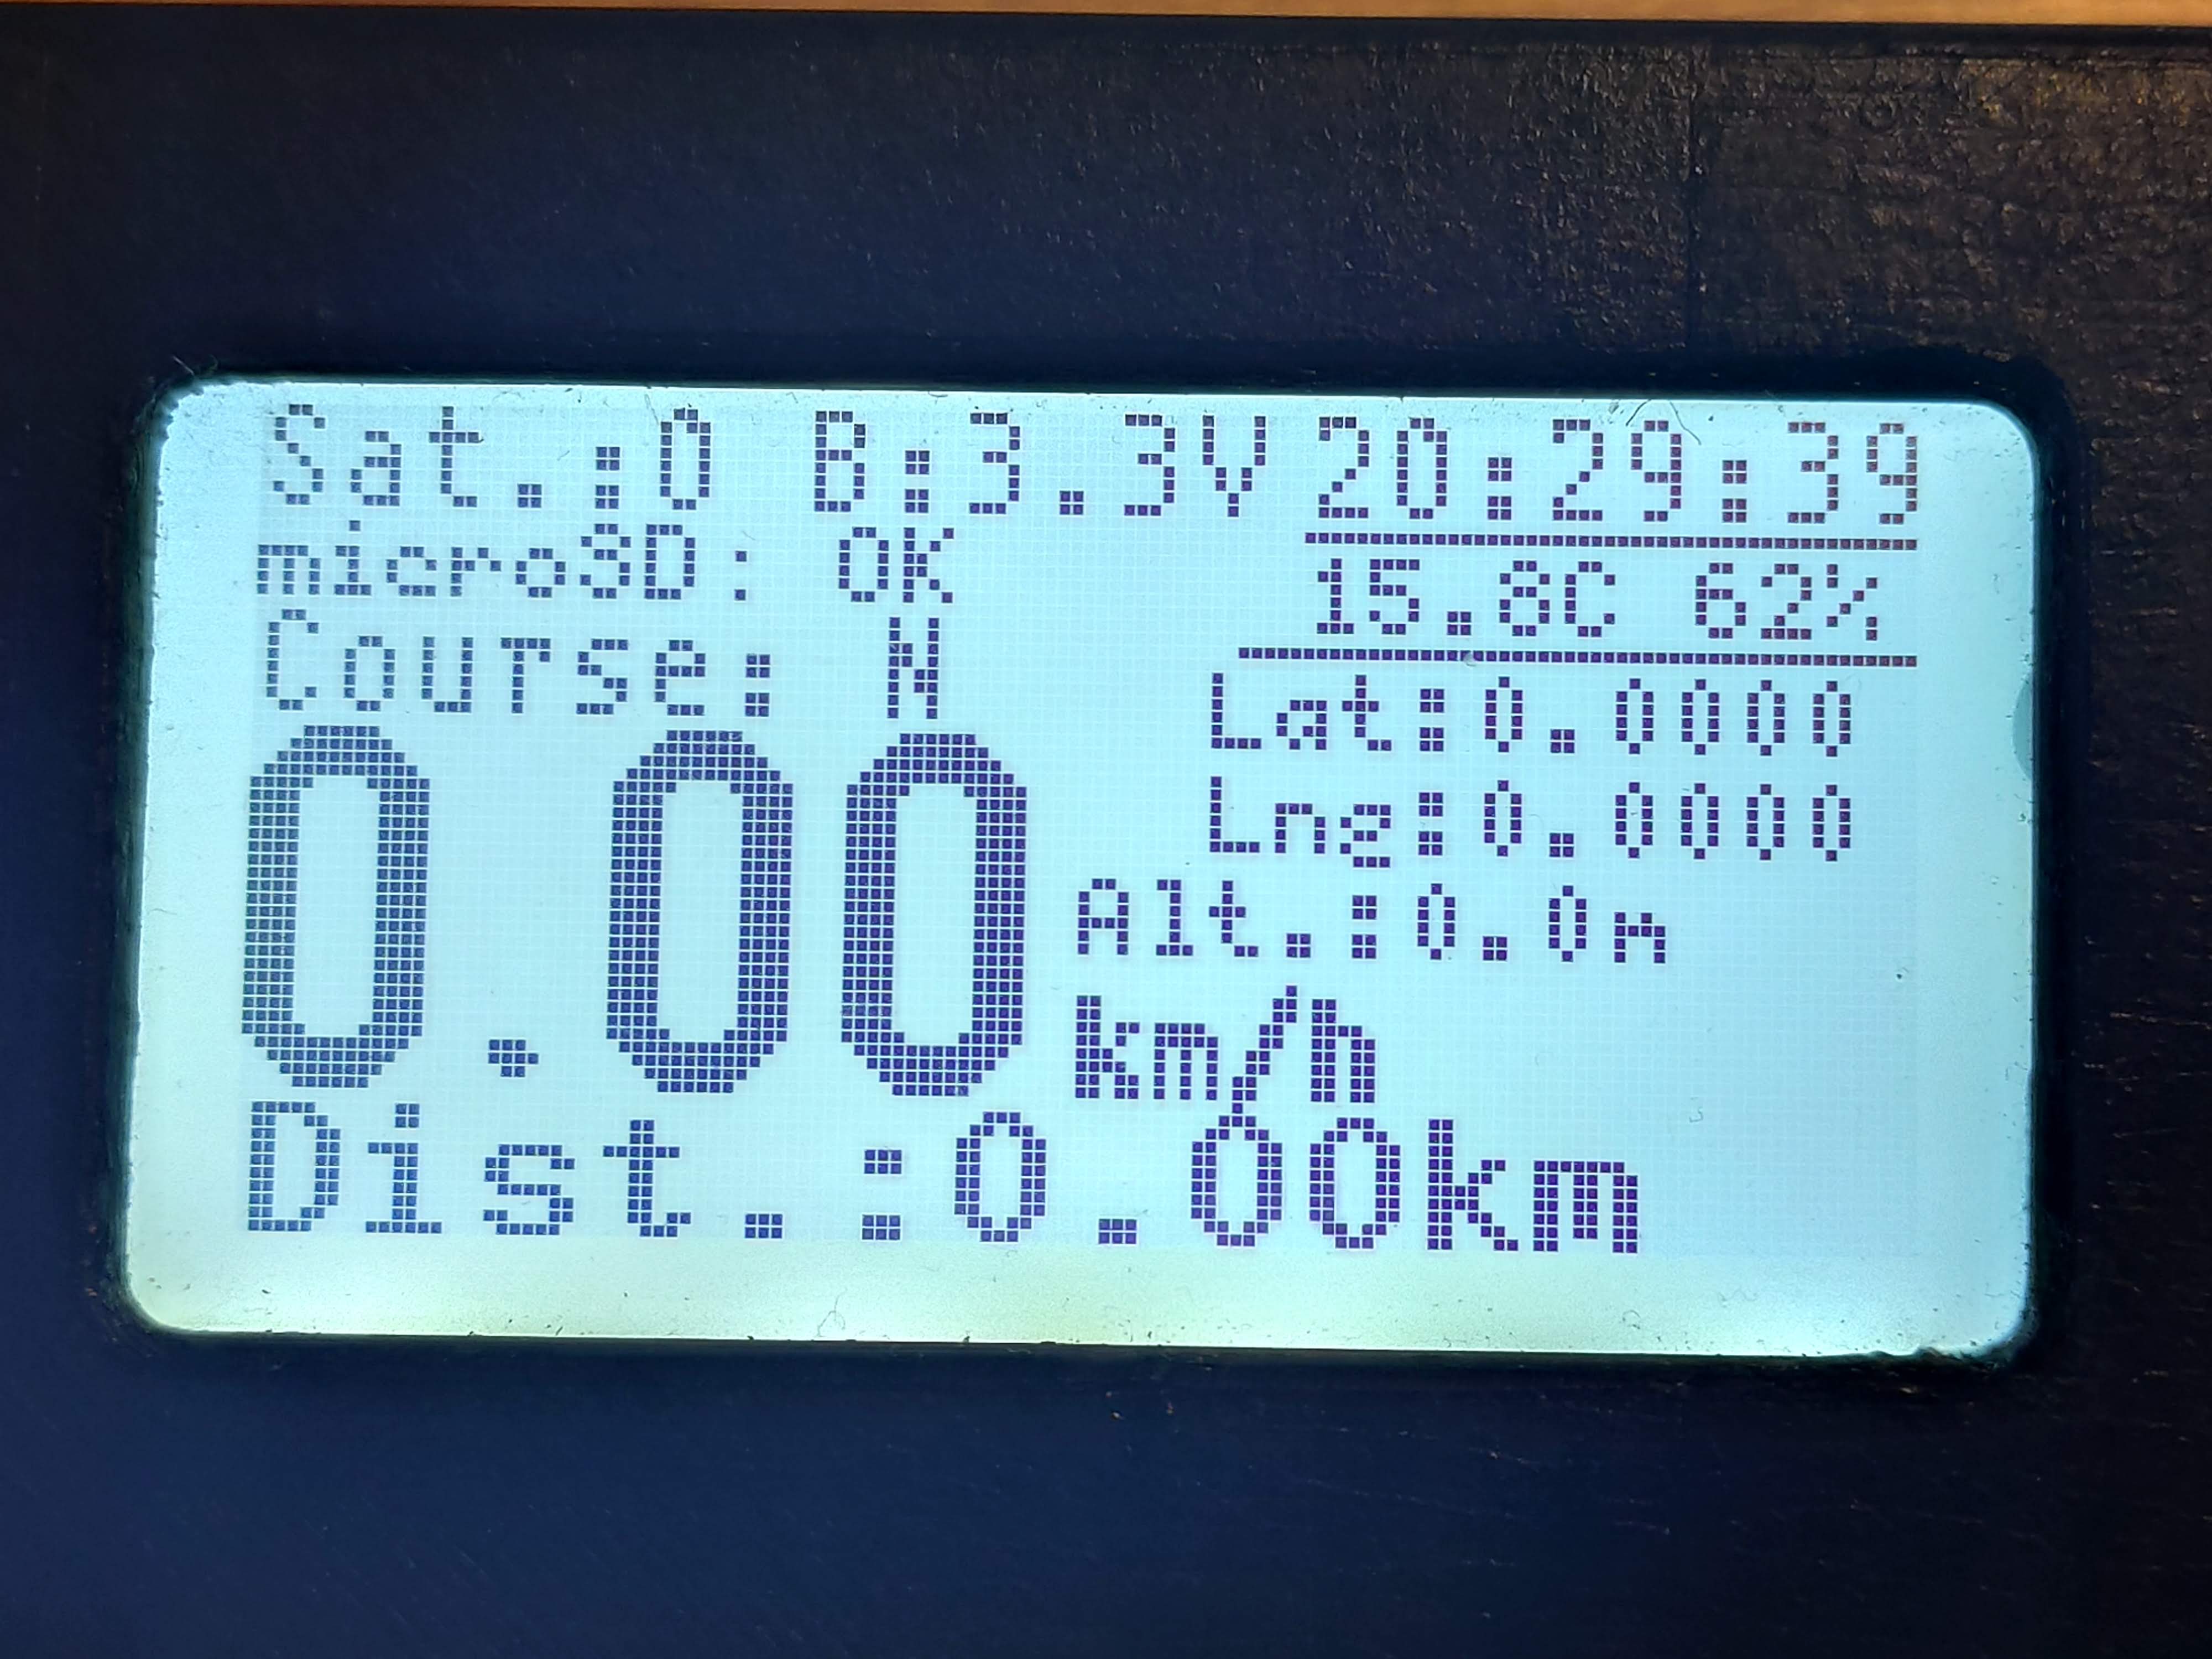 Sat.:0 B:3.3V 20:29:39
microSD: OK 15.8C 62%
Course: N
Lat:0.0000
Lng:0.0000
Alt.:0.0m
0.00 km/h
Dist.:0.00km